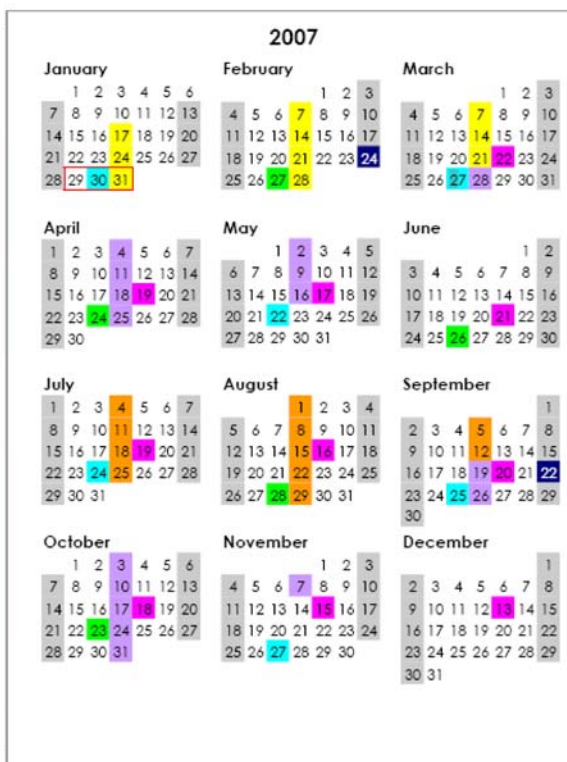 2007
January February March
1 2 3 4 5 6 1 2 3 1 2 3
7 8 9 10 11 12 13 4 5 6 7 8 9 10 4 5 6 7 8 9 10
14 15 16 17 18 19 20 11 12 13 14 15 16 17 11 12 13 14 15 16 17
21 22 23 24 25 26 27 18 19 20 21 22 23 24 18 19 20 21 22 23 24
28 29 30 31 25 26 27 28 25 26 27 28 29 30 31
April May June
1 2 3 4 5 6 7 1 2 3 4 5 1 2
8 9 10 11 12 13 14 6 7 8 9 10 11 12 3 4 5 6 7 8 9
15 16 17 18 19 20 21 13 14 15 16 17 18 19 10 11 12 13 14 15 16
22 23 24 25 26 27 28 20 21 22 23 24 25 26 17 18 19 20 21 22 23
29 30 27 28 29 30 31 24 25 26 27 28 29 30
July August September
1 2 3 4 5 6 7 1 2 3 4 1
8 9 10 11 12 13 14 5 6 7 8 9 10 11 2 3 4 5 6 7 8
15 16 17 18 19 20 21 12 13 14 15 16 17 18 9 10 11 12 13 14 15
22 23 24 25 26 27 28 19 20 21 22 23 24 25 16 17 18 19 20 21 22
29 30 31 26 27 28 29 30 31 23 24 25 26 27 28 29
30
October November December
1 2 3 4 5 6 1 2 3 1
7 8 9 10 11 12 13 4 5 6 7 8 9 10 2 3 4 5 6 7 8
14 15 16 17 18 19 20 11 12 13 14 15 16 17 9 10 11 12 13 14 15
21 22 23 24 25 26 27 18 19 20 21 22 23 24 16 17 18 19 20 21 22
28 29 30 31 25 26 27 28 29 30 23 24 25 26 27 28 29
30 31